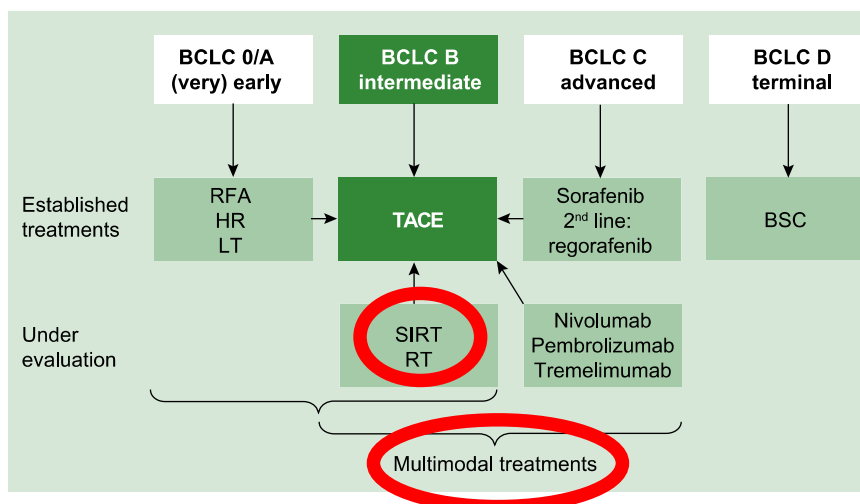 BCLC 0/A
(very) early
BCLC B
intermediate
BCLC C
advanced
BCLC D
terminal
Established
treatments
RFA
HR
LT
TACE
Sorafenib
2nd line:
regorafenib
BSC
Under
evaluation
SIRT
RT
Nivolumab
Pembrolizumab
Tremelimumab
Multimodal treatments